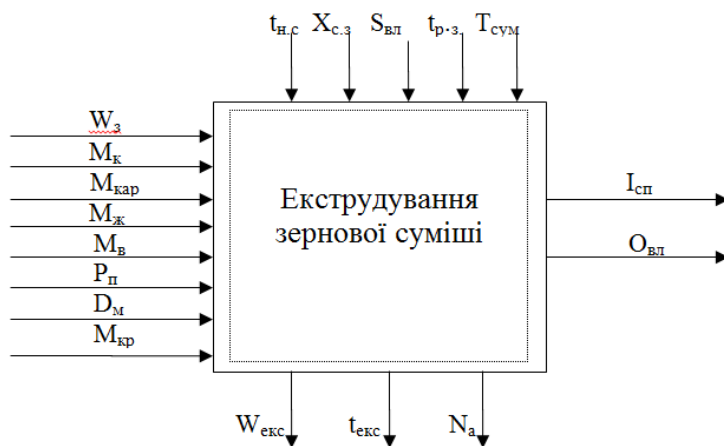 tн.с Xс.з Sвл tр.з. Tсум
Wз
Mк
Mкар
Mж
Mв
Pп
Dм
Mкр
Екструдування
зернової суміші
Iсп
Oвл
Wекс tекс Nа